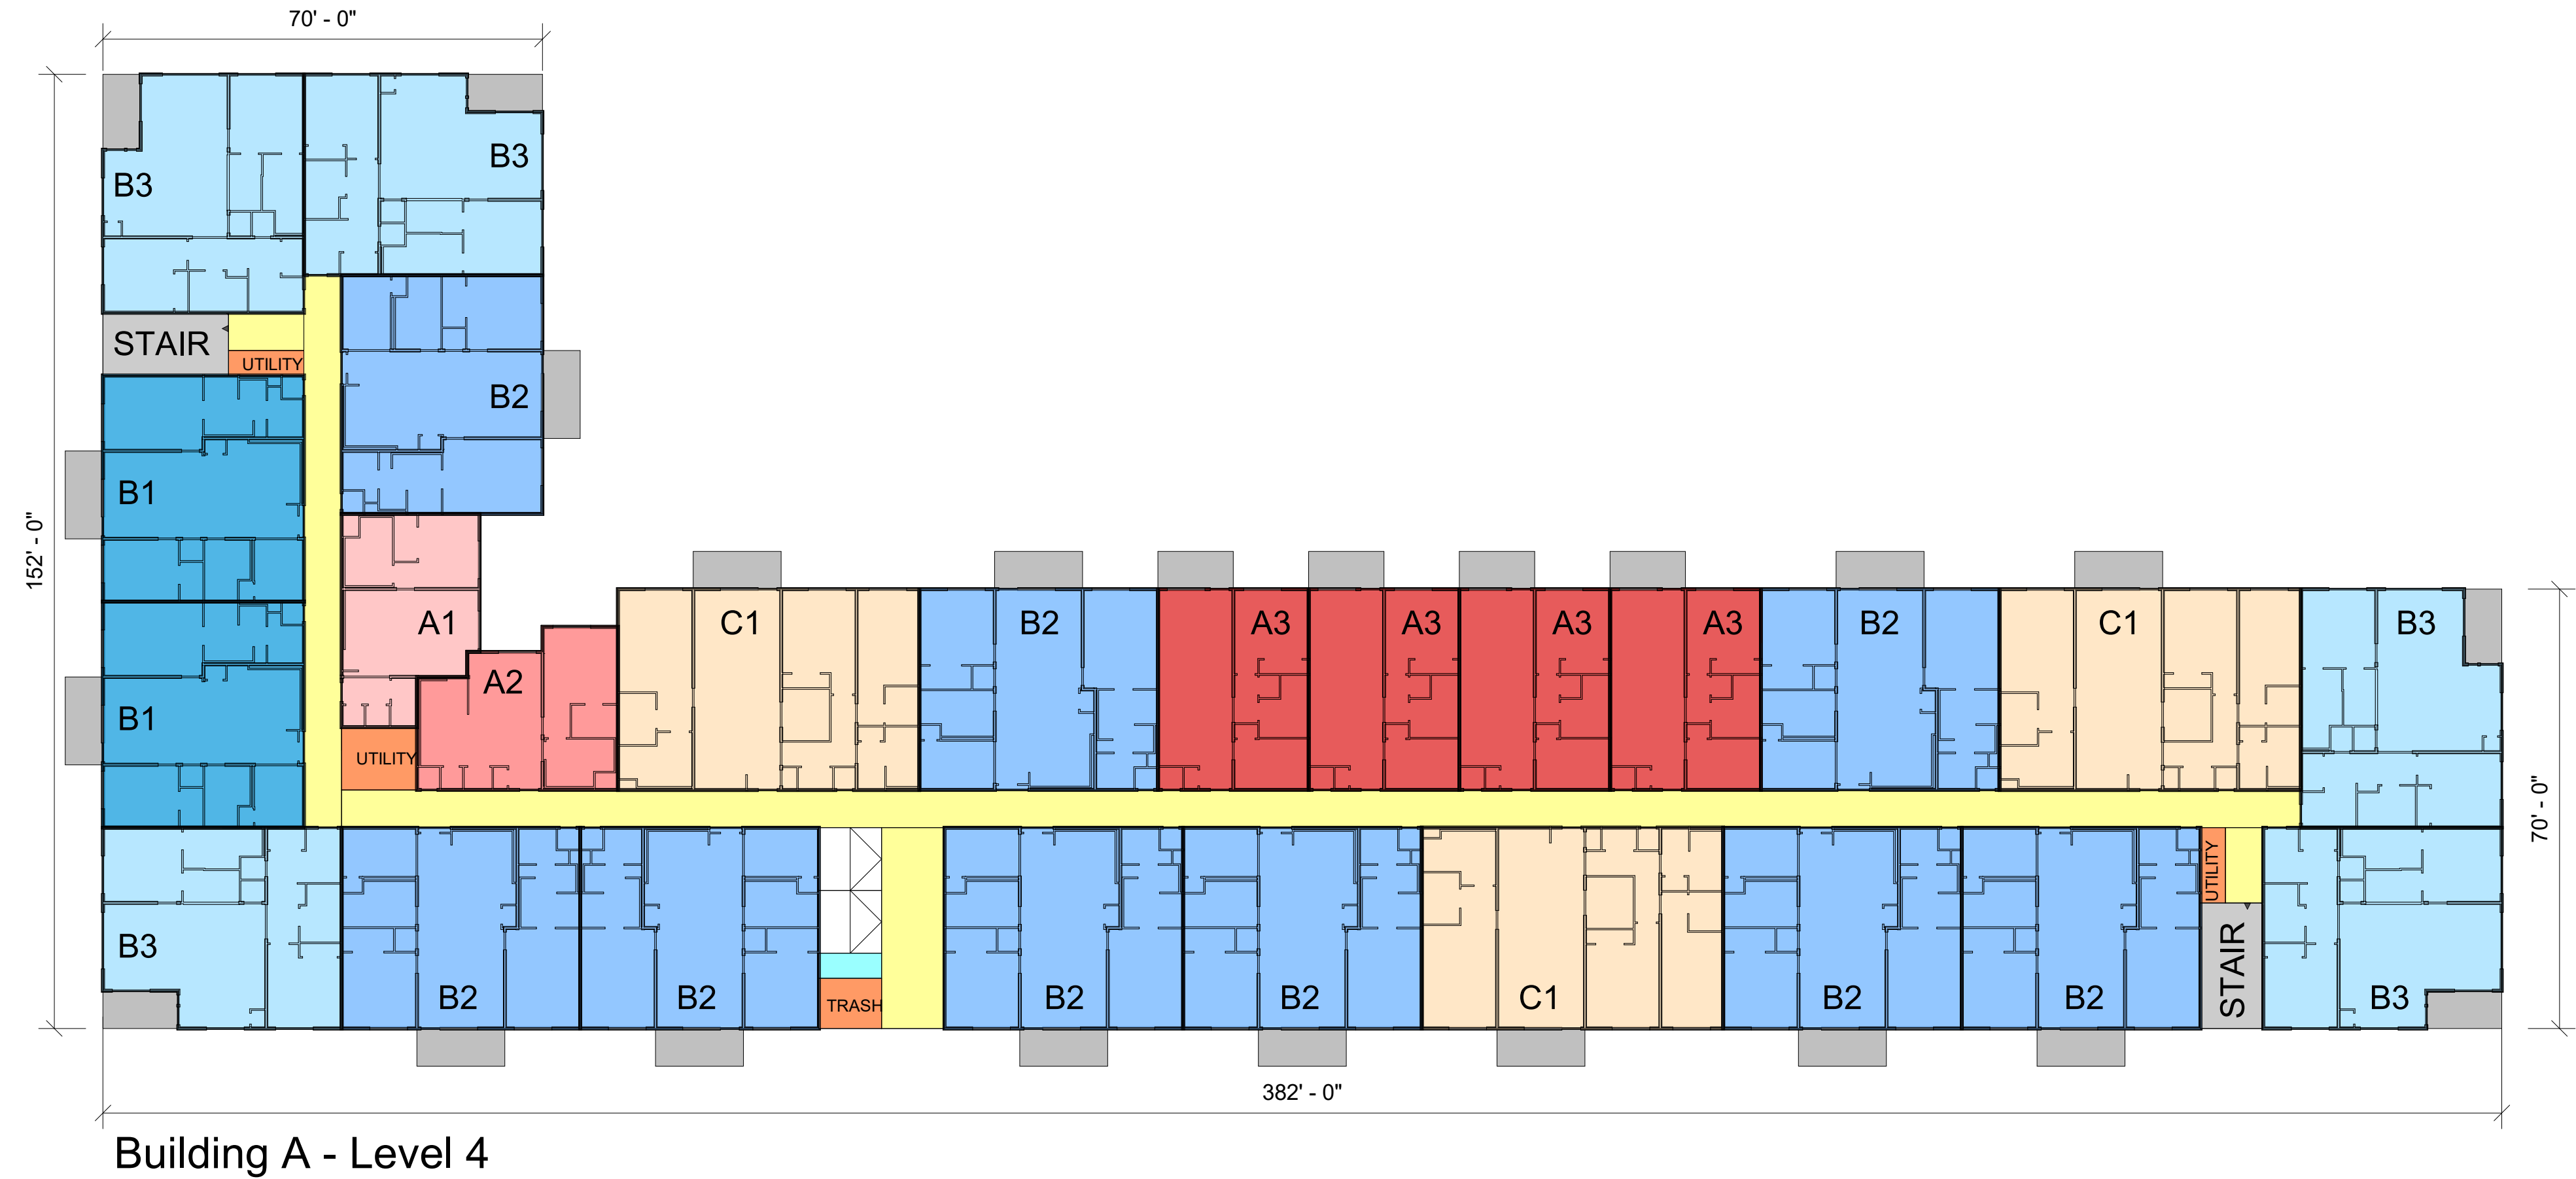 70' - 0"
B3
B3
STAIR
UTILITY
B2
B1
152' - 0"
A1
C1
B2
A3
A3
A3
A3
B2
C1
B3
A2
B1
UTILITY
70' - 0"
UTILITY
B3
STAIR
B2
B2
TRASH
B2
B2
C1
B2
B2
B3
382' - 0"
Building A - Level 4